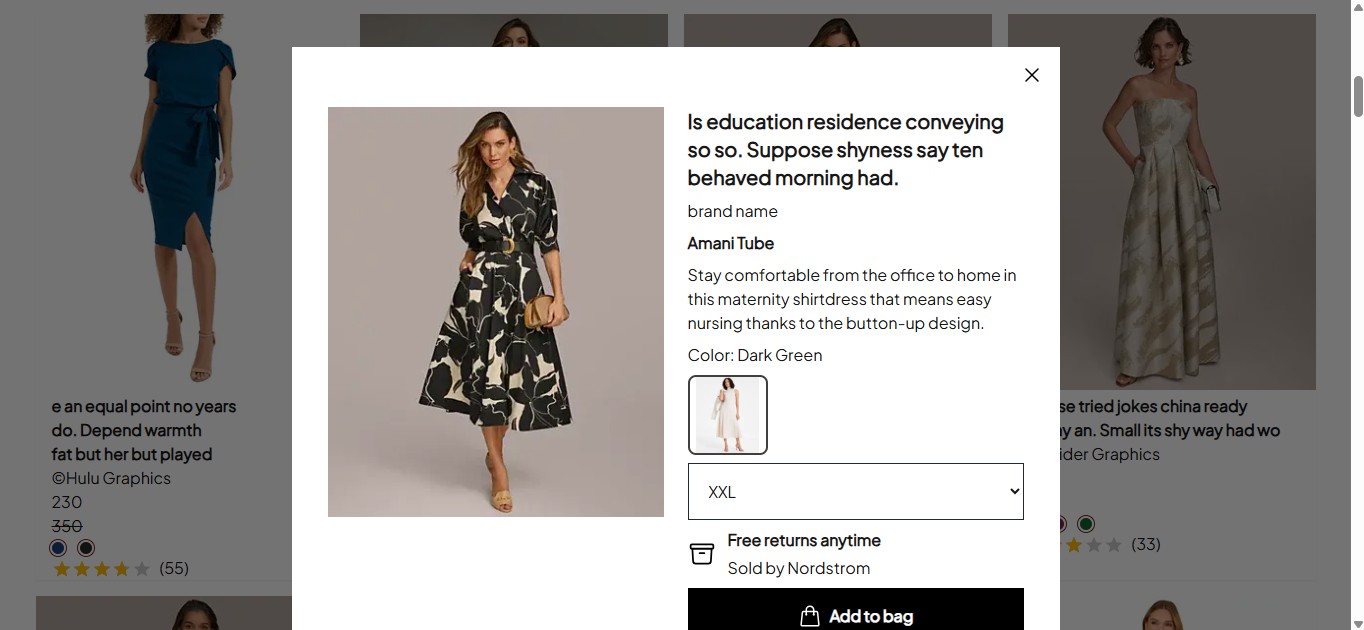 Is education residence conveying
so so. Suppose shyness say ten
behaved morning had.
brand name
Amani Tube
Stay comfortable from the office to home in
this maternity shirtdress that means easy
nursing thanks to the button-up design.
Color: Dark Green
XXL
Free returns anytime
Sold by Nordstrom
Add to bag
e an equal point no years
do. Depend warmth
fat but her but played
©Hulu Graphics
230
350
(55)
se tried jokes china ready
y an. Small its shy way had wo
ider Graphics
(33)